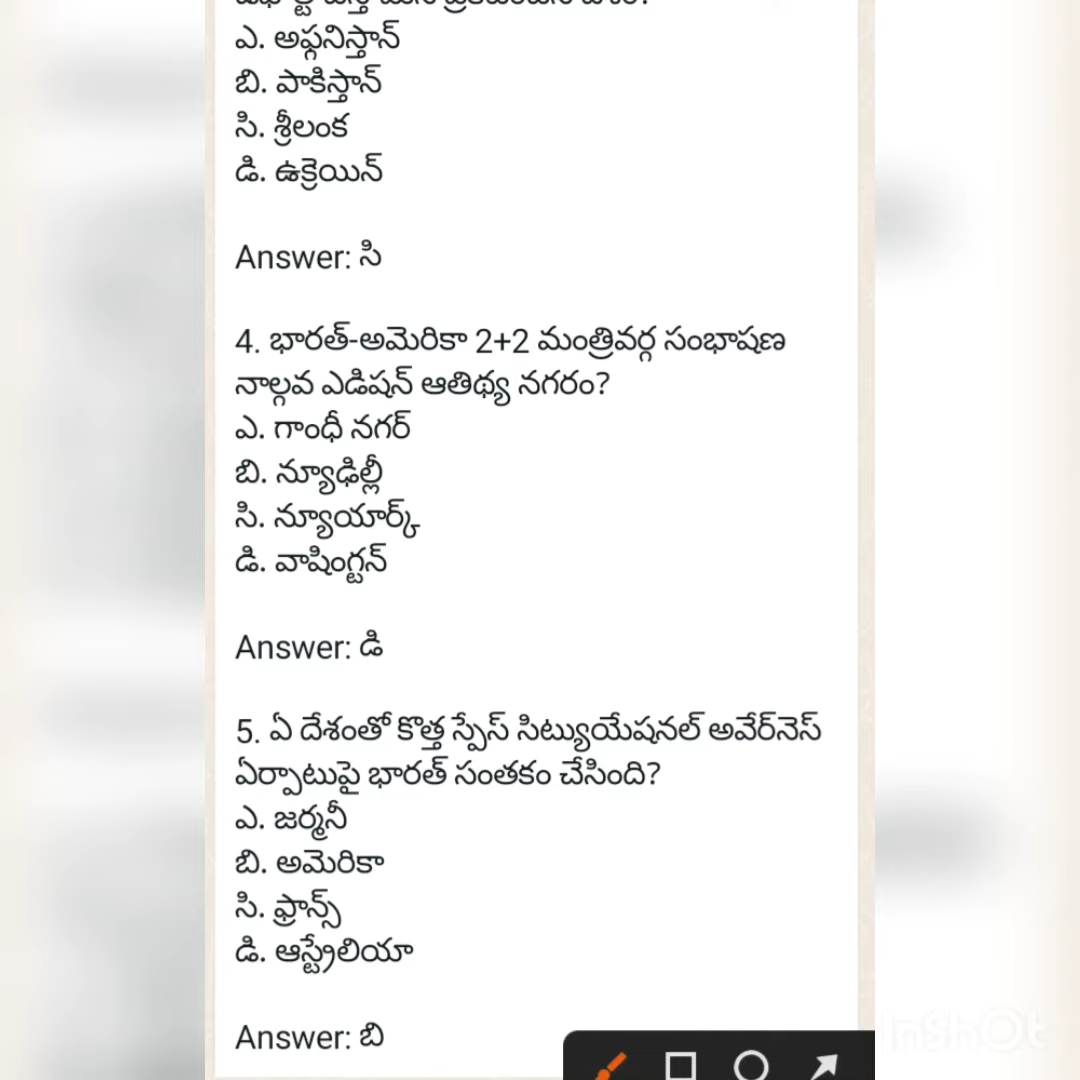 ఎ. అఫ్గనిస్తాన్
బి. పాకిస్తాన్
సి. శ్రీలంక
డి. ఉక్రెయిన్
Answer: సి
4. భారత్-అమెరికా 2+2 మంత్రివర్గ సంభాషణ
నాల్గవ ఎడిషన్ ఆతిథ్య నగరం?
ఎ. గాంధీ నగర్
బి. న్యూఢిల్లీ
సి. న్యూయార్క్
డి. వాషింగ్టన్
Answer: డి
5. ఏ దేశంతో కొత్త స్పేస్ సిట్యుయేషనల్ అవేర్‌నెస్
ఏర్పాటుపై భారత్ సంతకం చేసింది?
ఎ. జర్మనీ
బి. అమెరికా
సి. ఫ్రాన్స్
డి. ఆస్ట్రేలియా
Answer: బి
InShOt